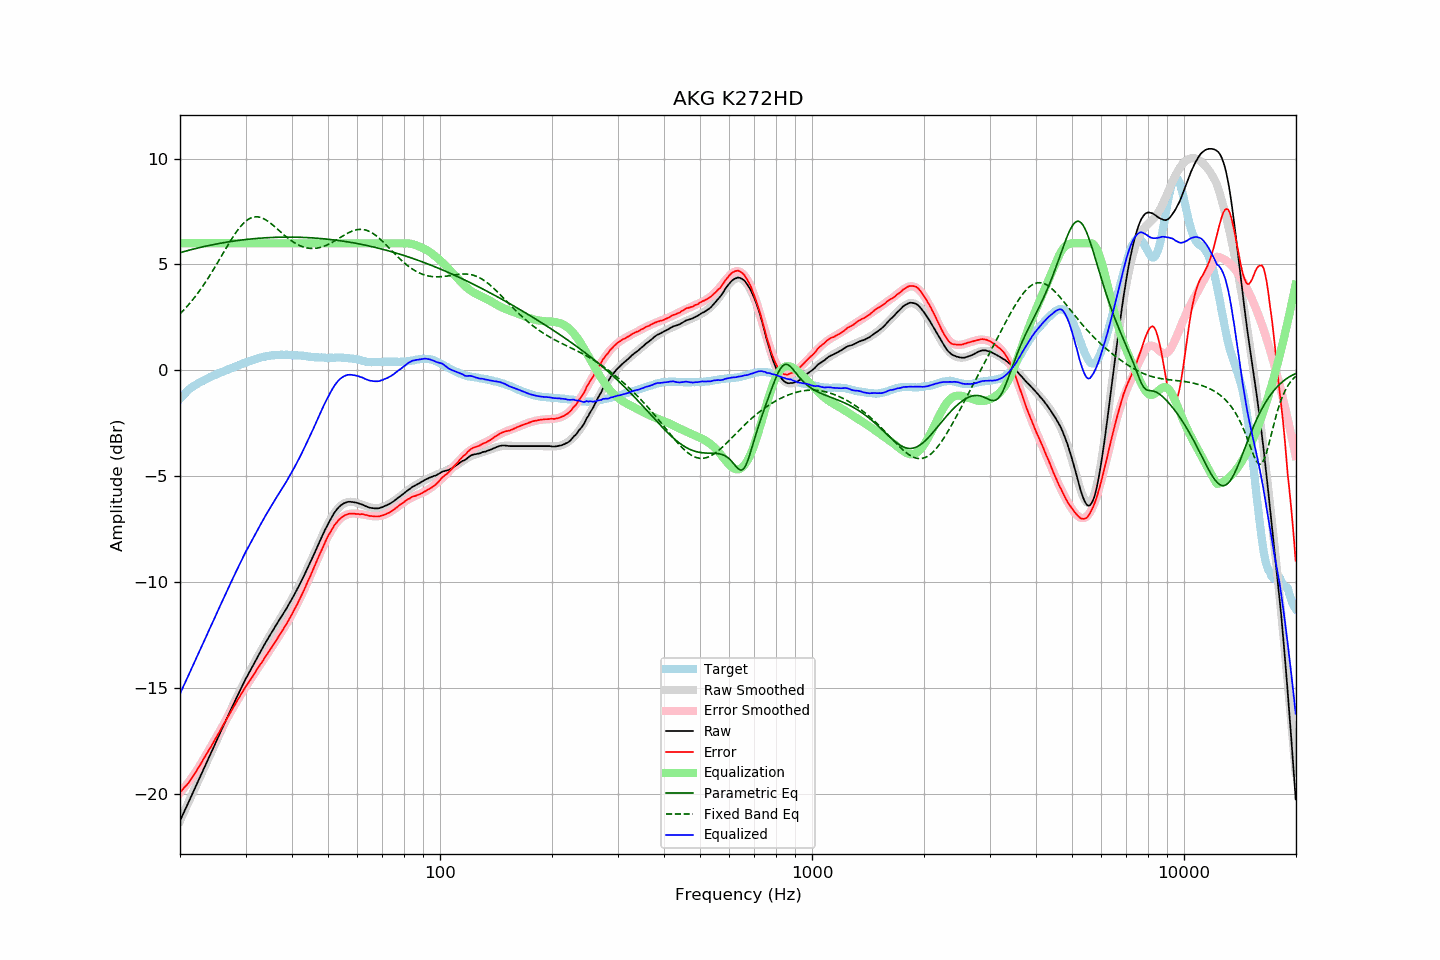 AKG K272HD
Amplitude (dBr)
10
5
0
−5
−10
−15
−20
Target
Raw Smoothed
Error Smoothed
Raw
Error
Equalization
Parametric Eq
Fixed Band Eq
Equalized
100 1000 10000
Frequency (Hz)